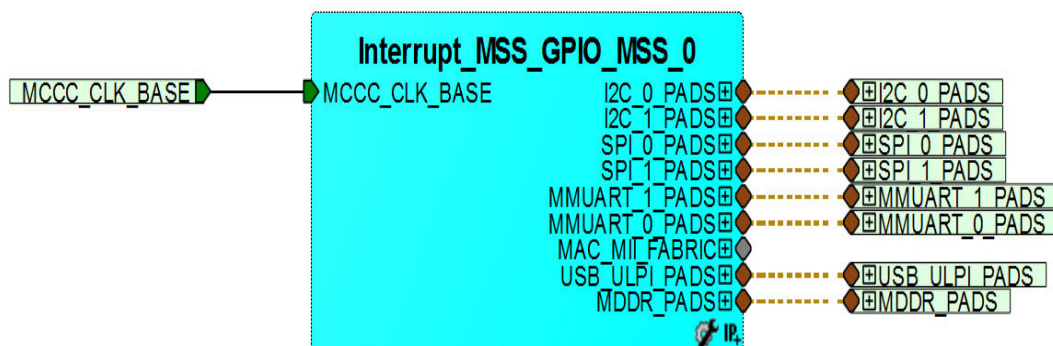 Interrupt_MSS_GPIO_MSS_0
MCCC_CLK_BASE MCCC_CLK_BASE I2C_0_PADS I2C_0_PADS
I2C_1_PADS I2C_1_PADS
SPI_0_PADS SPI_0_PADS
SPI_1_PADS SPI_1_PADS
MMUART_1_PADS MMUART_1_PADS
MMUART_0_PADS MMUART_0_PADS
MAC_MII_FABRIC
USB_ULPI_PADS USB_ULPI_PADS
MDDR_PADS MDDR_PADS
IP+